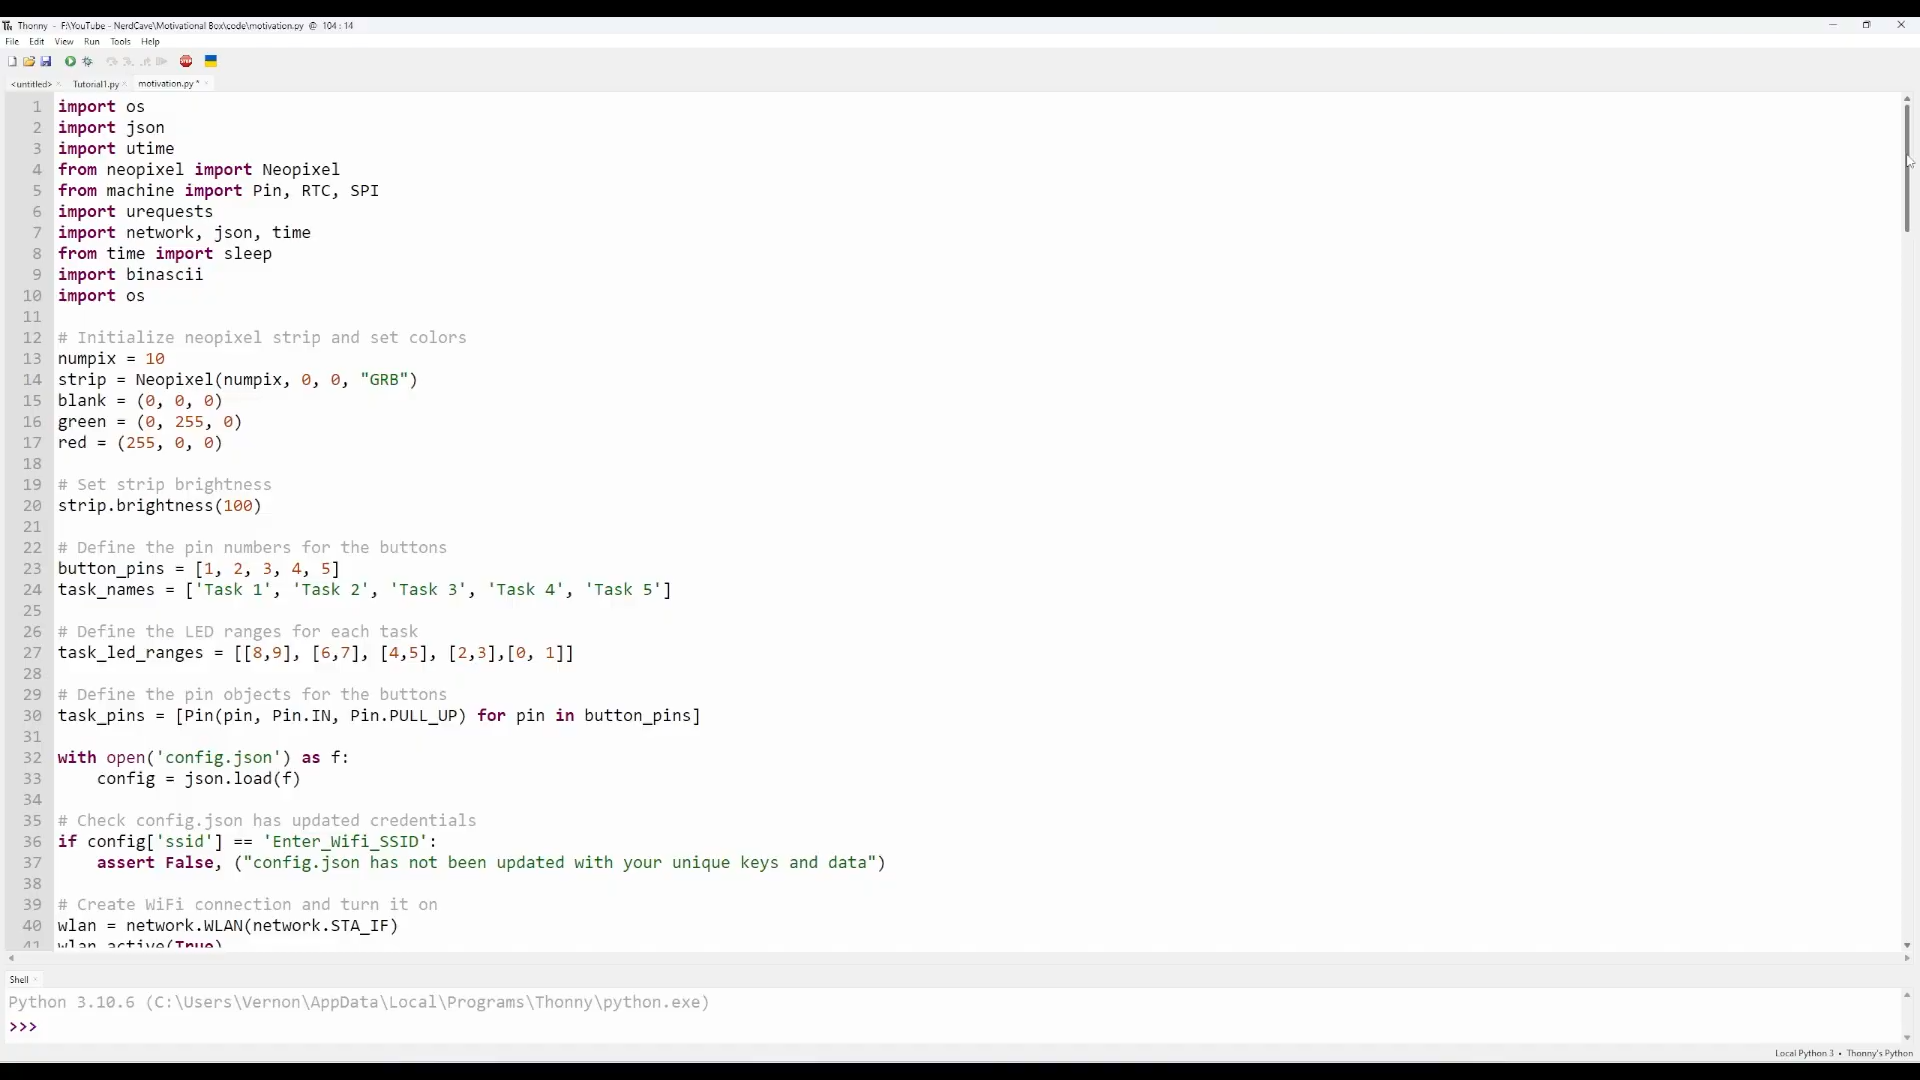 Thonny - F:\YouTube - NerdCave\Motivational Box\code\motivation.py @ 104 : 14
File Edit View Run Tools Help
STOP
<untitled> × Tutorial1.py × motivation.py * ×
1 import os
2 import json
3 import utime
4 from neopixel import Neopixel
5 from machine import Pin, RTC, SPI
6 import urequests
7 import network, json, time
8 from time import sleep
9 import binascii
10 import os
11
12 # Initialize neopixel strip and set colors
13 numpix = 10
14 strip = Neopixel(numpix, 0, 0, "GRB")
15 blank = (0, 0, 0)
16 green = (0, 255, 0)
17 red = (255, 0, 0)
18
19 # Set strip brightness
20 strip.brightness(100)
21
22 # Define the pin numbers for the buttons
23 button_pins = [1, 2, 3, 4, 5]
24 task_names = ['Task 1', 'Task 2', 'Task 3', 'Task 4', 'Task 5']
25
26 # Define the LED ranges for each task
27 task_led_ranges = [[8,9], [6,7], [4,5], [2,3],[0, 1]]
28
29 # Define the pin objects for the buttons
30 task_pins = [Pin(pin, Pin.IN, Pin.PULL_UP) for pin in button_pins]
31
32 with open('config.json') as f:
33     config = json.load(f)
34
35 # Check config.json has updated credentials
36 if config['ssid'] == 'Enter_Wifi_SSID':
37     assert False, ("config.json has not been updated with your unique keys and data")
38
39 # Create WiFi connection and turn it on
40 wlan = network.WLAN(network.STA_IF)
41 wlan.active(True)
Shell ×
Python 3.10.6 (C:\Users\Vernon\AppData\Local\Programs\Thonny\python.exe)
>>>
Local Python 3 • Thonny's Python